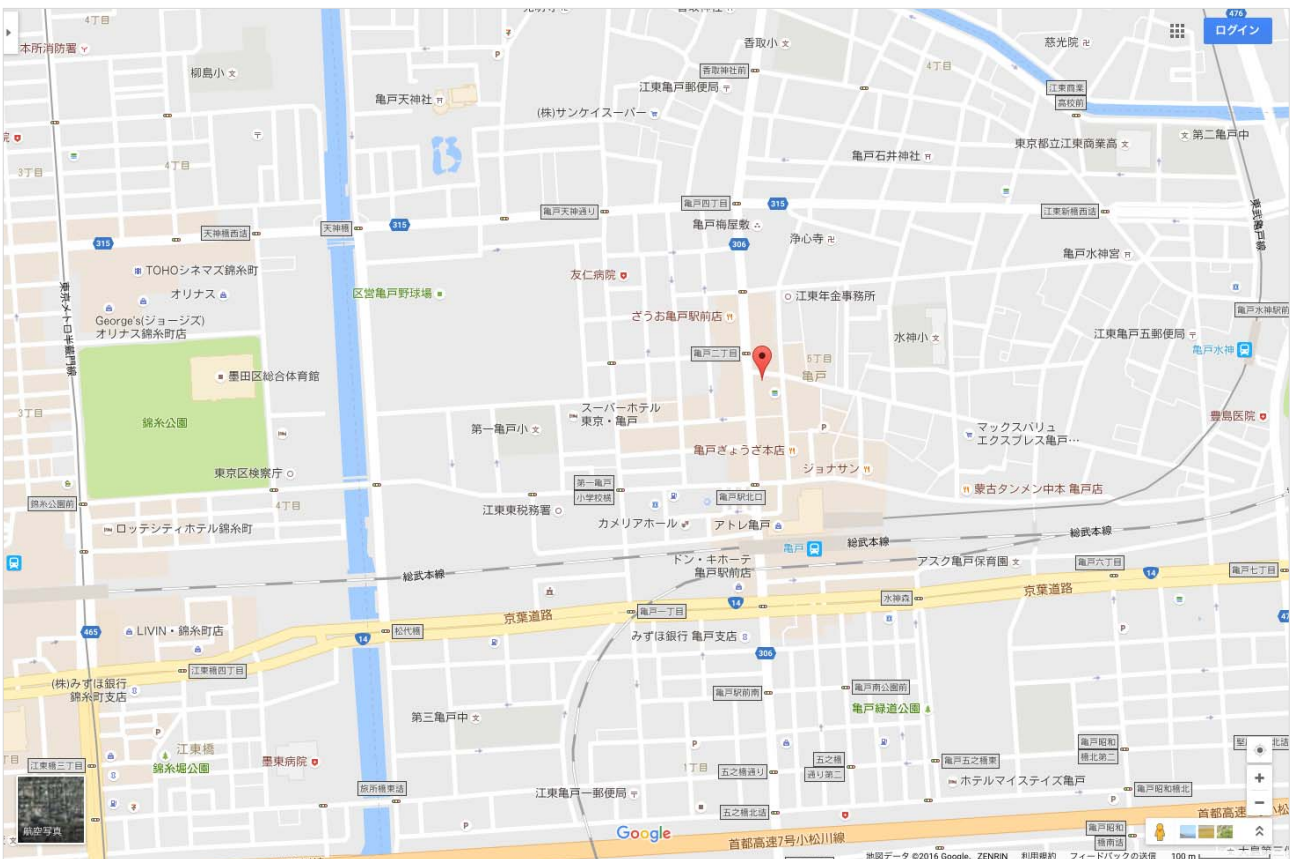 4丁目
476
ログイン
本所消防署
香取小
慈光院
柳島小
香取神社前
4丁目
江東亀戸郵便局
江東商業
高校前
亀戸天神社
(株)サンケイスーパー
第二亀戸中
東京都立江東商業高
亀戸石井神社
4丁目
3丁目
亀戸天神通り
亀戸四丁目
315
江東新橋西詰
東武亀戸線
天神橋西詰
天神橋
315
亀戸梅屋敷
浄心寺
315
306
亀戸水神宮
TOHOシネマズ錦糸町
友仁病院
東京メトロ半蔵門線
オリナス
区営亀戸野球場
江東年金事務所
亀戸水神駅前
George's(ジョージズ)
オリナス錦糸町店
ざうお亀戸駅前店
水神小
江東亀戸五郵便局
亀戸二丁目
5丁目
亀戸水神
墨田区総合体育館
亀戸
3丁目
スーパーホテル
東京・亀戸
豊島医院
錦糸公園
第一亀戸小
マックスバリュ
エクスプレス亀戸…
亀戸ぎょうざ本店
ジョナサン
東京区検察庁
第一亀戸
小学校横
蒙古タンメン中本 亀戸店
錦糸公園前
4丁目
江東東税務署
亀戸駅北口
ロッテシティホテル錦糸町
カメリアホール
アトレ亀戸
総武本線
亀戸
総武本線
ドン・キホーテ
亀戸駅前店
アスク亀戸保育園
亀戸六丁目
総武本線
14
亀戸七丁目
京葉道路
水神森
14
京葉道路
亀戸一丁目
465
LIVIN・錦糸町店
松代橋
14
みずほ銀行 亀戸支店
306
江東橋四丁目
(株)みずほ銀行
錦糸町支店
亀戸駅前南
亀戸南公園前
亀戸緑道公園
第三亀戸中
江東橋
錦糸堀公園
墨東病院
江東橋三丁目
1丁目
五之橋通り
五之橋
通り第二
亀戸五之橋東
亀戸昭和
橋北第二
ホテルマイステイズ亀戸
旅所橋東詰
江東亀戸一郵便局
亀戸昭和橋北
五之橋北詰
航空写真
Google
首都高速7号小松川線
亀戸昭和
橋南詰
地図データ ©2016 Google、ZENRIN
利用規約
フィードバックの送信
100 m